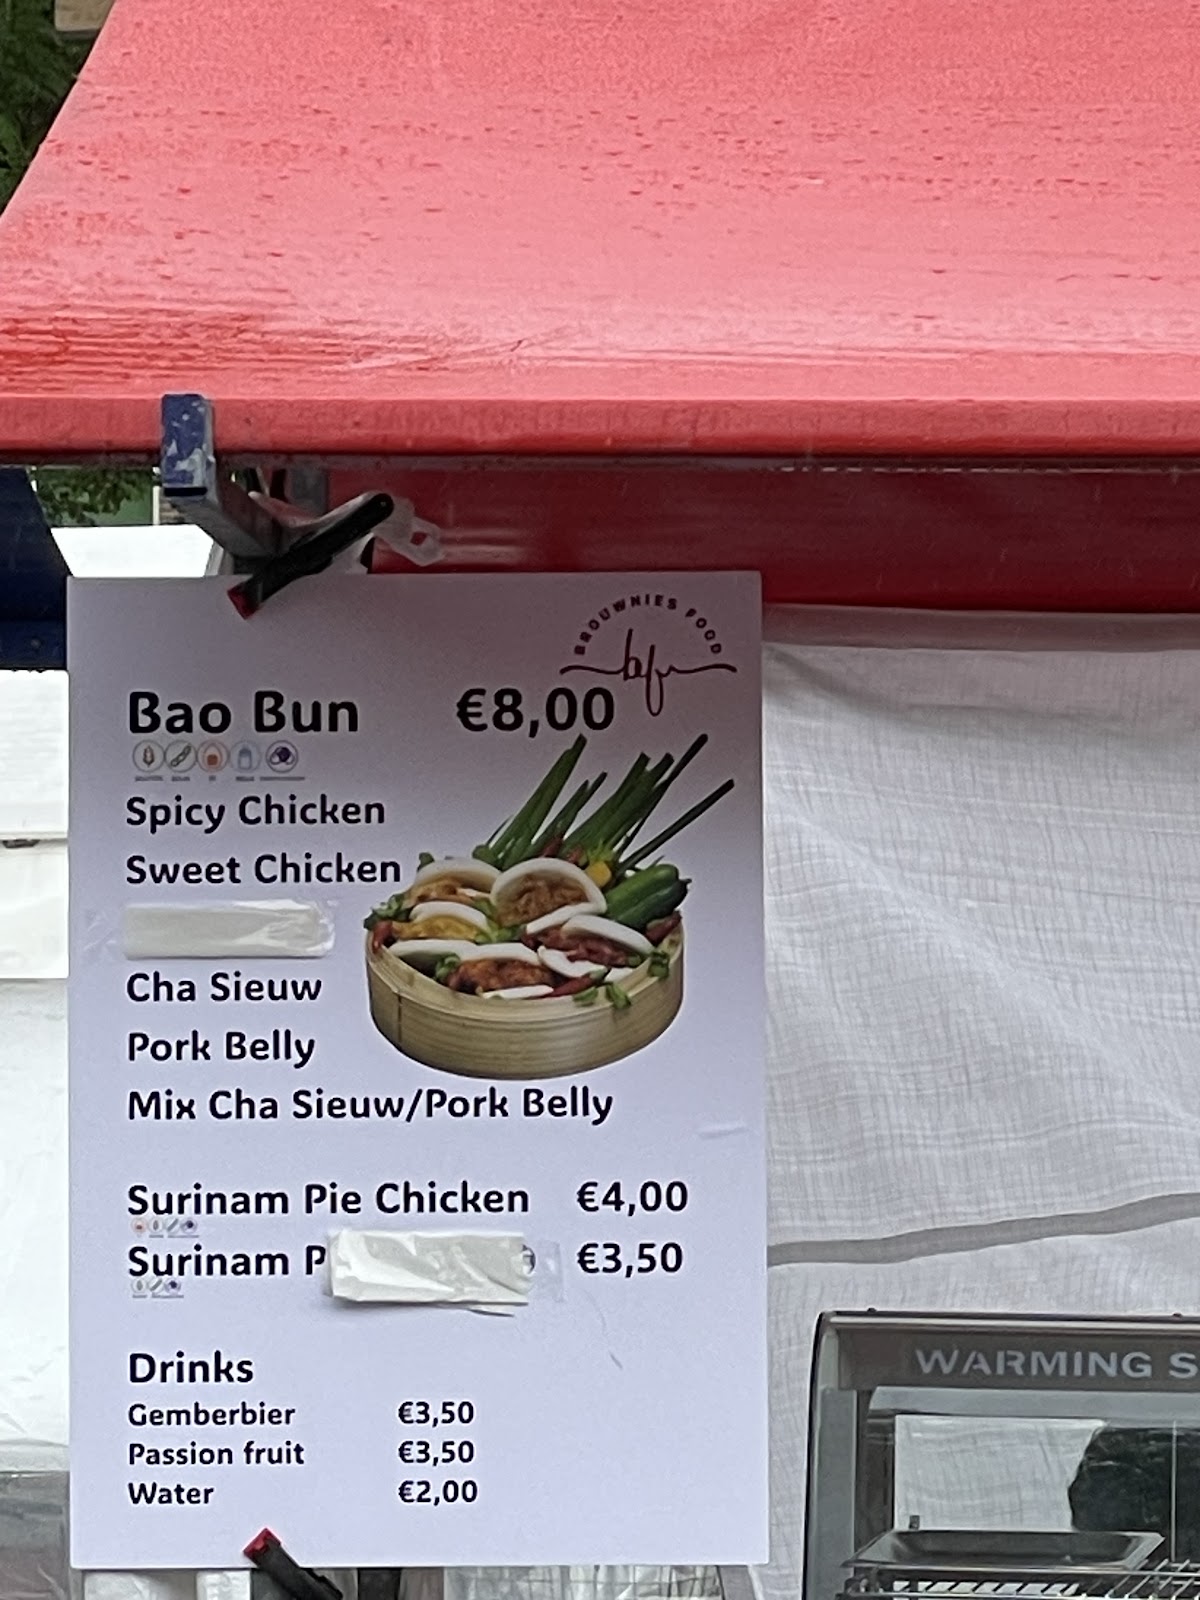 BROUWNIES FOOD
bfw
Bao Bun €8,00
Spicy Chicken
Sweet Chicken
Cha Sieuw
Pork Belly
Mix Cha Sieuw/Pork Belly
Surinam Pie Chicken €4,00
Surinam P €3,50
Drinks
Gemberbier €3,50
Passion fruit €3,50
Water €2,00
WARMING S